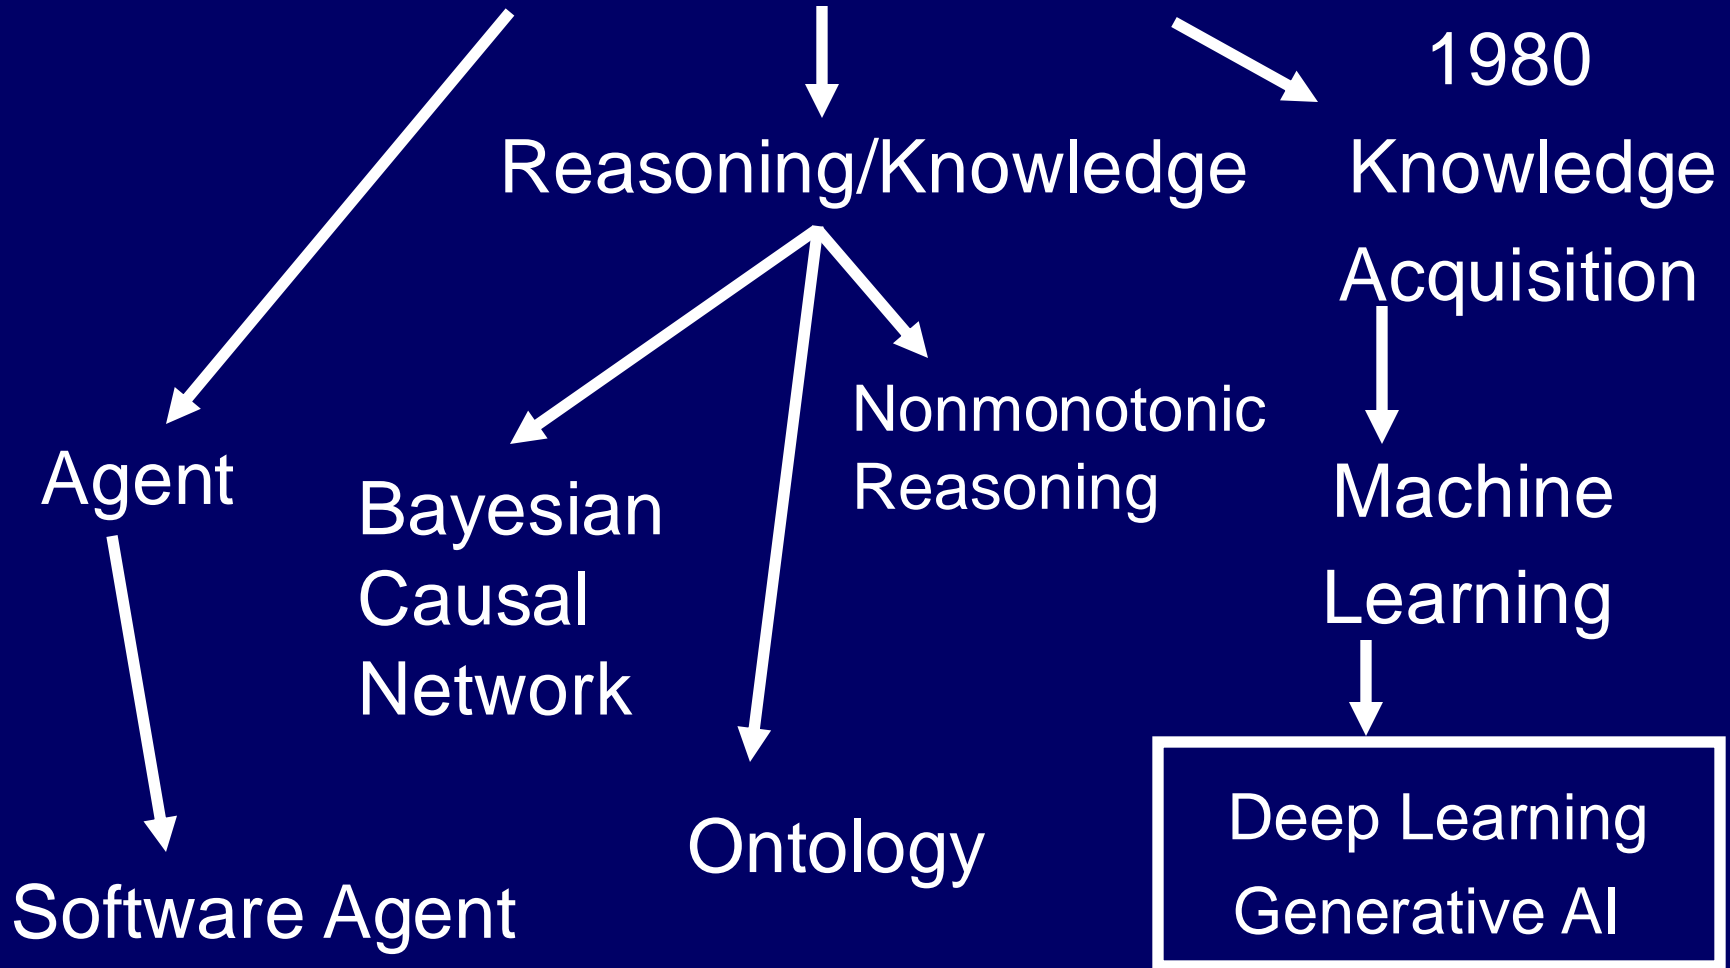 1980
Reasoning/Knowledge
Knowledge
Acquisition
Nonmonotonic
Reasoning
Agent
Bayesian
Causal
Network
Machine
Learning
Ontology
Deep Learning
Generative AI
Software Agent